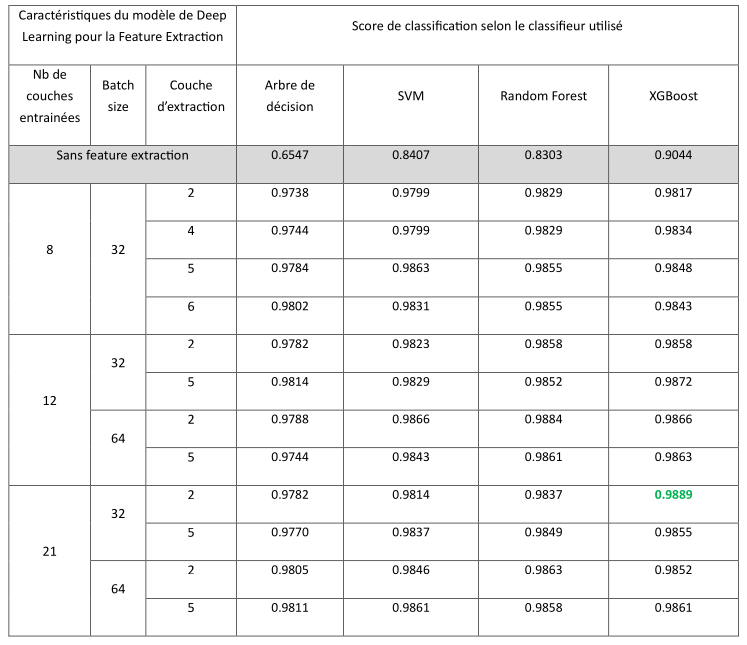 Caractéristiques du modèle de Deep
Learning pour la Feature Extraction
Score de classification selon le classifieur utilisé
Nb de
couches
entrainées
Batch
size
Couche
d'extraction
Arbre de
décision
SVM
Random Forest
XGBoost
Sans feature extraction 0.6547 0.8407 0.8303 0.9044
8 32
2 0.9738 0.9799 0.9829 0.9817
4 0.9744 0.9799 0.9829 0.9834
5 0.9784 0.9863 0.9855 0.9848
6 0.9802 0.9831 0.9855 0.9843
12
32
2 0.9782 0.9823 0.9858 0.9858
5 0.9814 0.9829 0.9852 0.9872
64
2 0.9788 0.9866 0.9884 0.9866
5 0.9744 0.9843 0.9861 0.9863
21
32
2 0.9782 0.9814 0.9837 0.9889
5 0.9770 0.9837 0.9849 0.9855
64
2 0.9805 0.9846 0.9863 0.9852
5 0.9811 0.9861 0.9858 0.9861